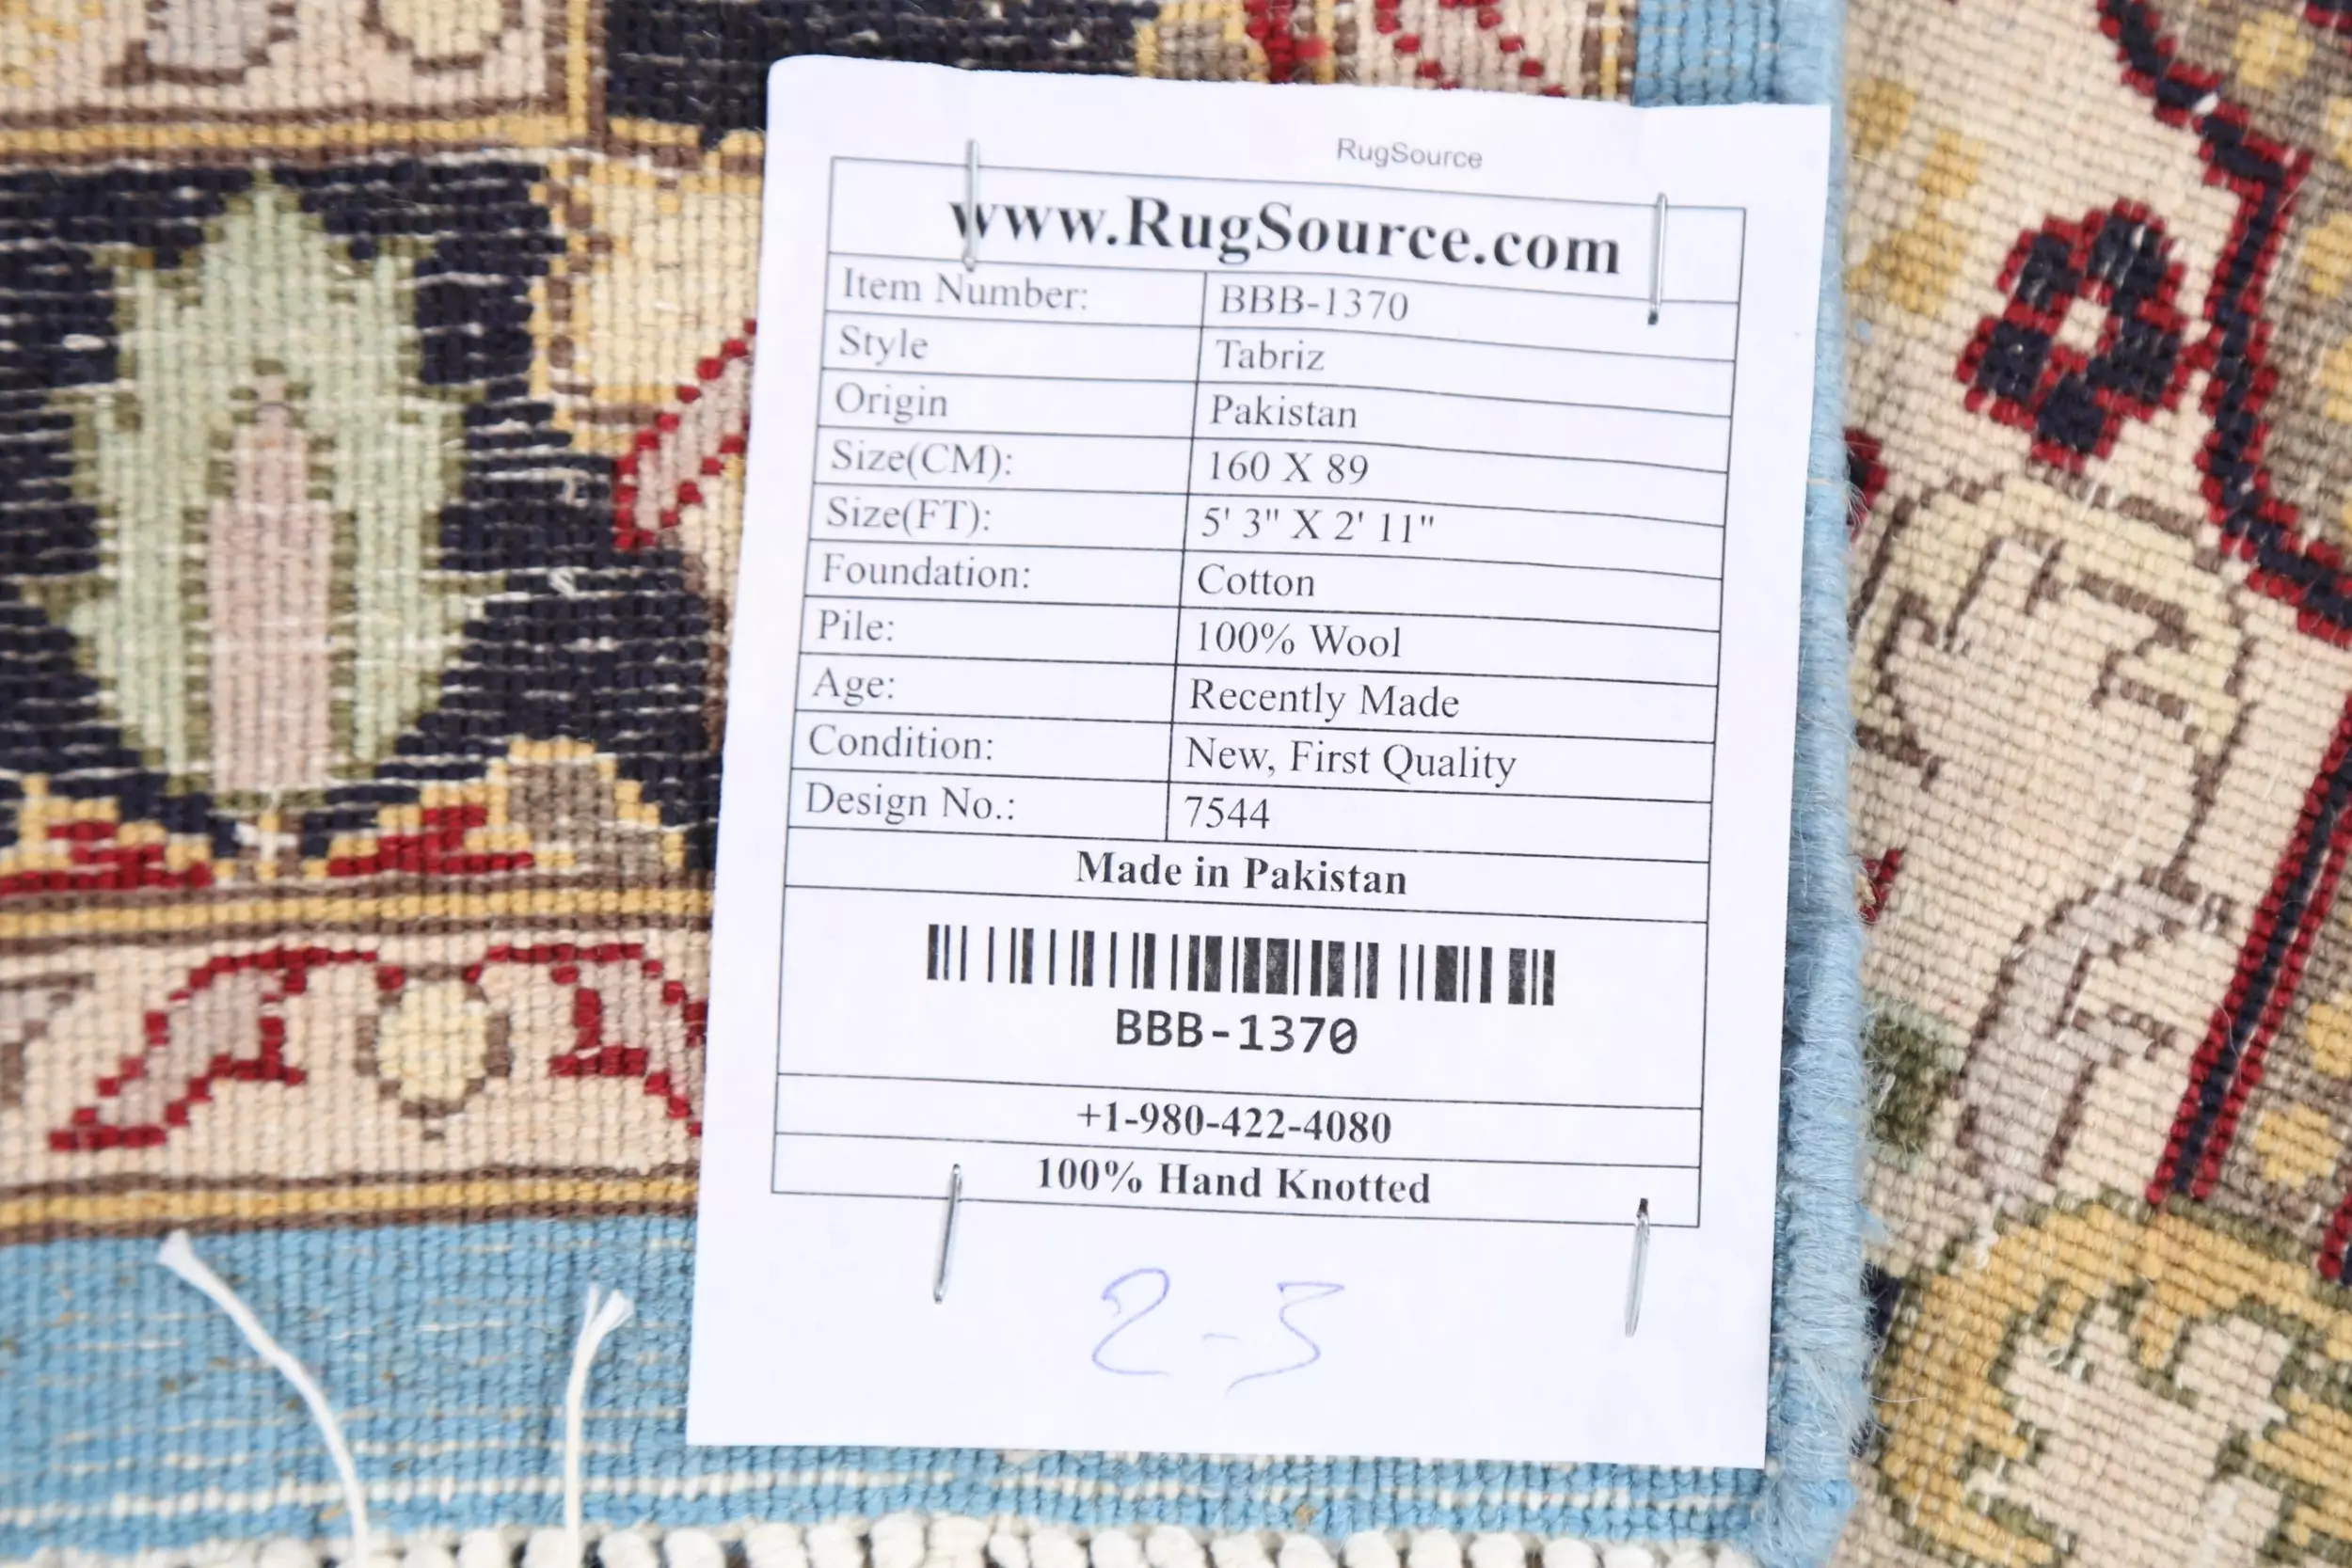 RugSource
www.RugSource.com
Item Number: BBB-1370
Style Tabriz
Origin Pakistan
Size(CM): 160 X 89
Size(FT): 5' 3" X 2' 11"
Foundation: Cotton
Pile: 100% Wool
Age: Recently Made
Condition: New, First Quality
Design No.: 7544
Made in Pakistan
BBB-1370
+1-980-422-4080
100% Hand Knotted
2-3